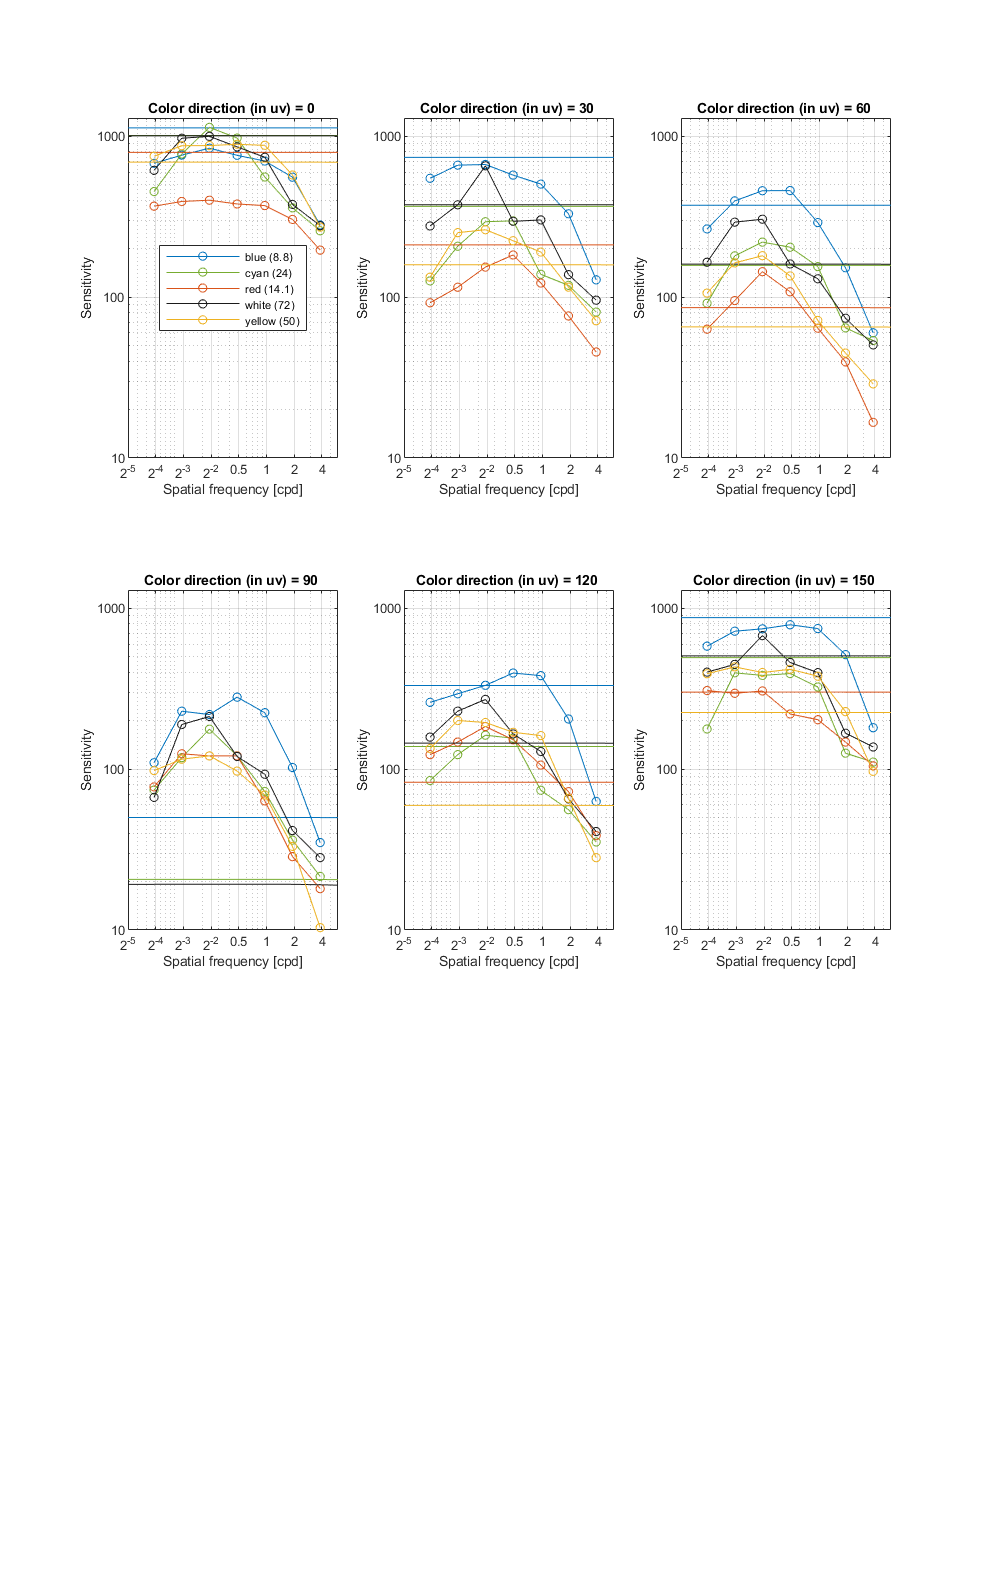 Color direction (in uv) = 0
Color direction (in uv) = 30
Color direction (in uv) = 60
1000
100
10
Sensitivity
blue (8.8)
cyan (24)
red (14.1)
white (72)
yellow (50)
2-5 2-4 2-3 2-2 0.5 1 2 4
Spatial frequency [cpd]
1000
100
10
Sensitivity
2-5 2-4 2-3 2-2 0.5 1 2 4
Spatial frequency [cpd]
1000
100
10
Sensitivity
2-5 2-4 2-3 2-2 0.5 1 2 4
Spatial frequency [cpd]
Color direction (in uv) = 90
Color direction (in uv) = 120
Color direction (in uv) = 150
1000
100
10
Sensitivity
2-5 2-4 2-3 2-2 0.5 1 2 4
Spatial frequency [cpd]
1000
100
10
Sensitivity
2-5 2-4 2-3 2-2 0.5 1 2 4
Spatial frequency [cpd]
1000
100
10
Sensitivity
2-5 2-4 2-3 2-2 0.5 1 2 4
Spatial frequency [cpd]